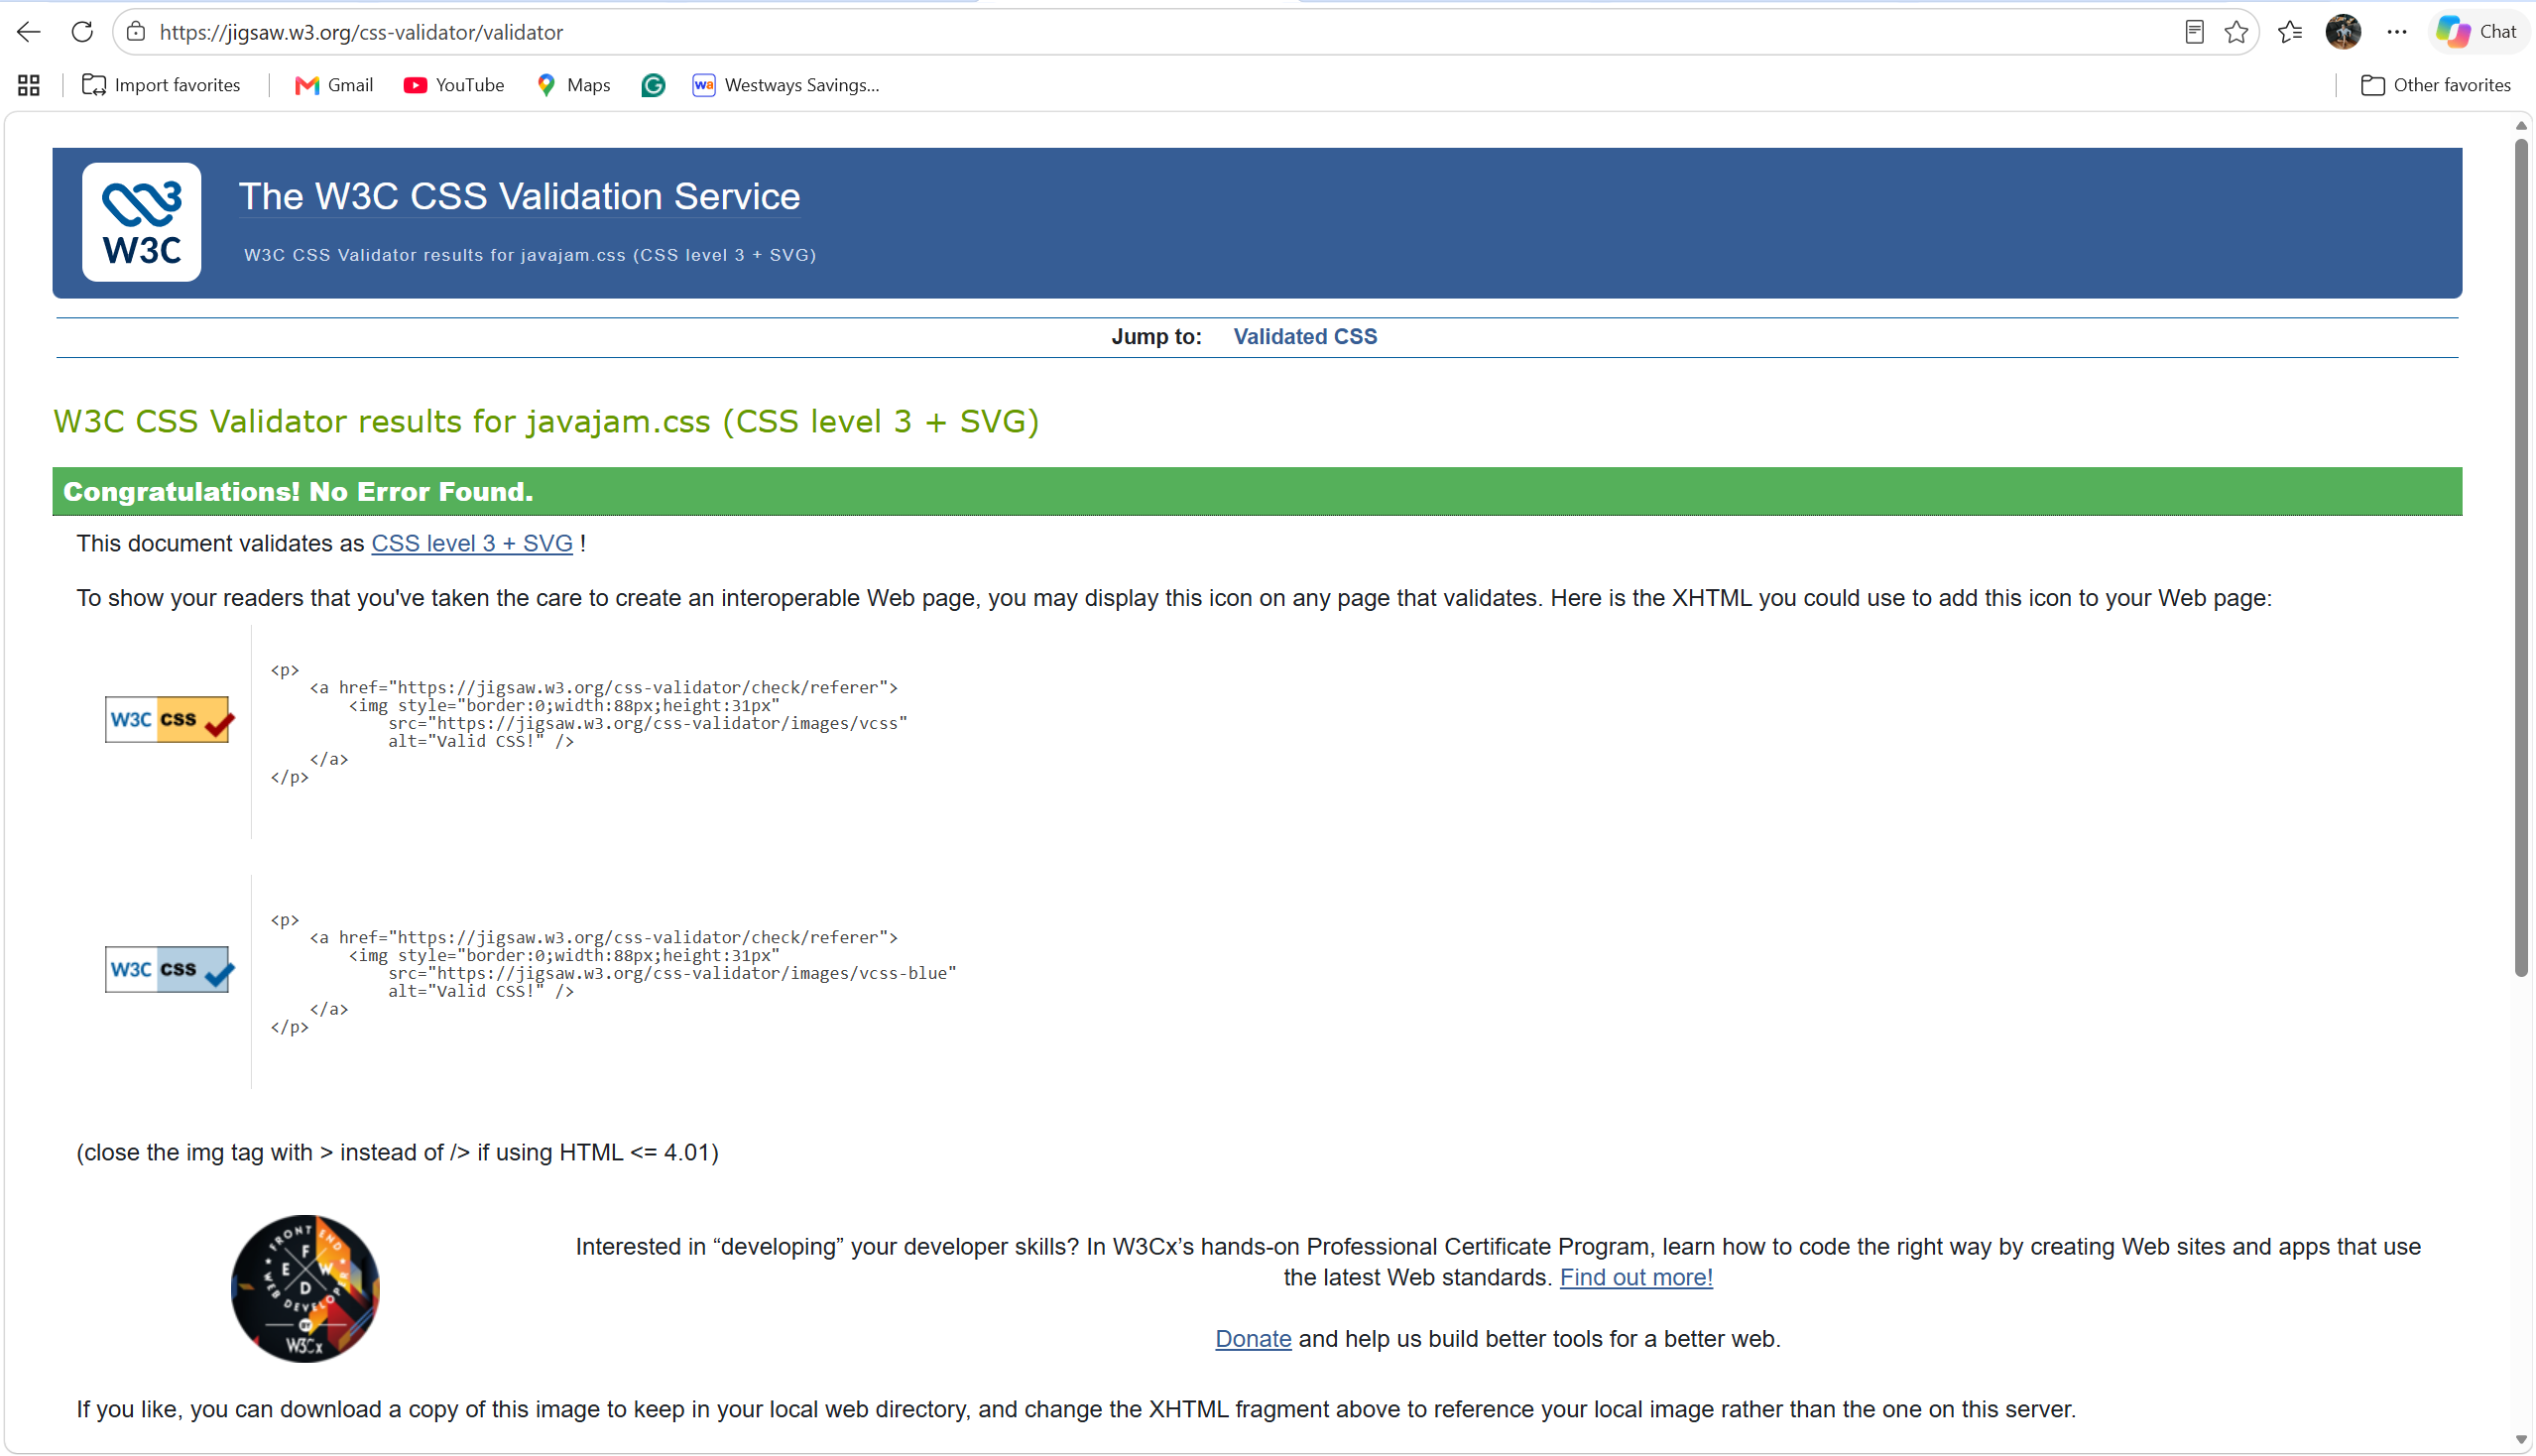 https://jigsaw.w3.org/css-validator/validator
Chat
Import favorites
Gmail
YouTube
Maps
wa
Westways Savings...
Other favorites
W3C
The W3C CSS Validation Service
W3C CSS Validator results for javajam.css (CSS level 3 + SVG)
Jump to: Validated CSS
W3C CSS Validator results for javajam.css (CSS level 3 + SVG)
Congratulations! No Error Found.
This document validates as CSS level 3 + SVG !
To show your readers that you've taken the care to create an interoperable Web page, you may display this icon on any page that validates. Here is the XHTML you could use to add this icon to your Web page:
W3C css
<p>
<a href="https://jigsaw.w3.org/css-validator/check/referer">
<img style="border:0;width:88px;height:31px"
src="https://jigsaw.w3.org/css-validator/images/vcss"
alt="Valid CSS!" />
</a>
</p>
W3C css
<p>
<a href="https://jigsaw.w3.org/css-validator/check/referer">
<img style="border:0;width:88px;height:31px"
src="https://jigsaw.w3.org/css-validator/images/vcss-blue"
alt="Valid CSS!" />
</a>
</p>
(close the img tag with > instead of /> if using HTML <= 4.01)
FRONT END
F
E W
D
WEB DEVELOPER
BY
W3Cx
Interested in “developing” your developer skills? In W3Cx’s hands-on Professional Certificate Program, learn how to code the right way by creating Web sites and apps that use
the latest Web standards. Find out more!
Donate and help us build better tools for a better web.
If you like, you can download a copy of this image to keep in your local web directory, and change the XHTML fragment above to reference your local image rather than the one on this server.